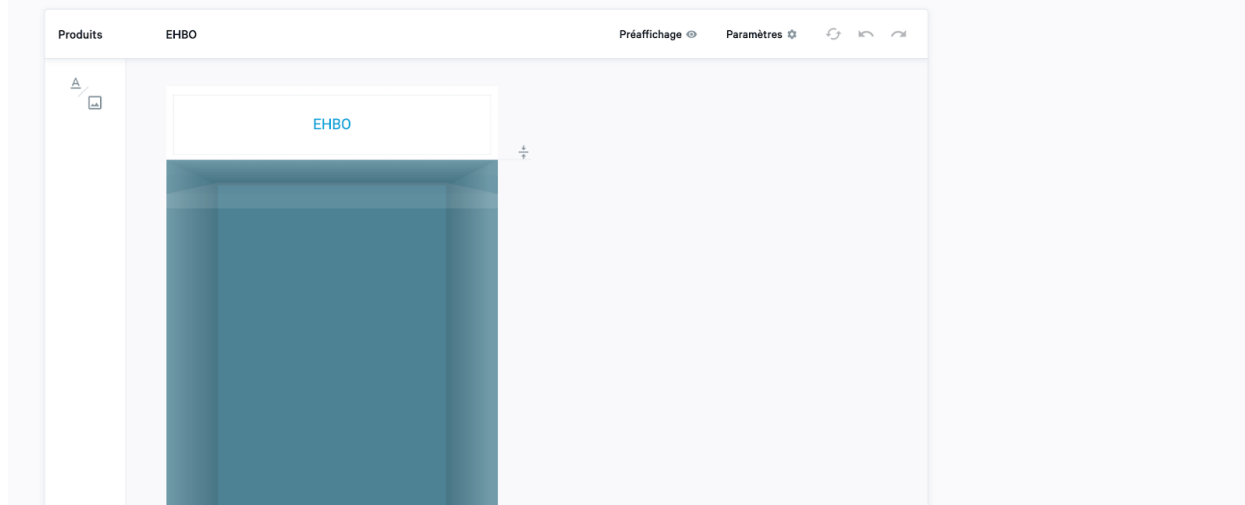 Produits
EHBO
Préaffichage
Paramètres
A
EHBO